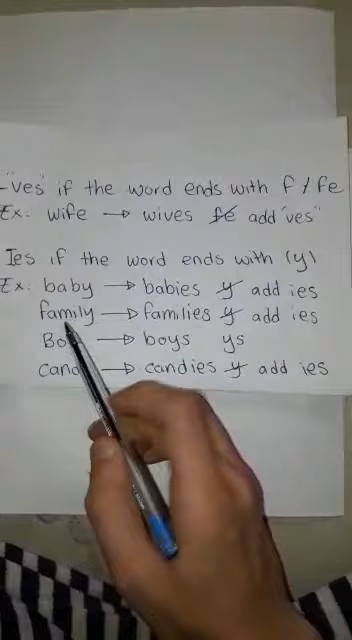 -"ves" if the word ends with f / fe
Ex. wife → wives fe add "ves"
Ies if the word ends with (y)
Ex. baby → babies y add ies
family → families y add ies
→ boys ys
→ candies y add ies